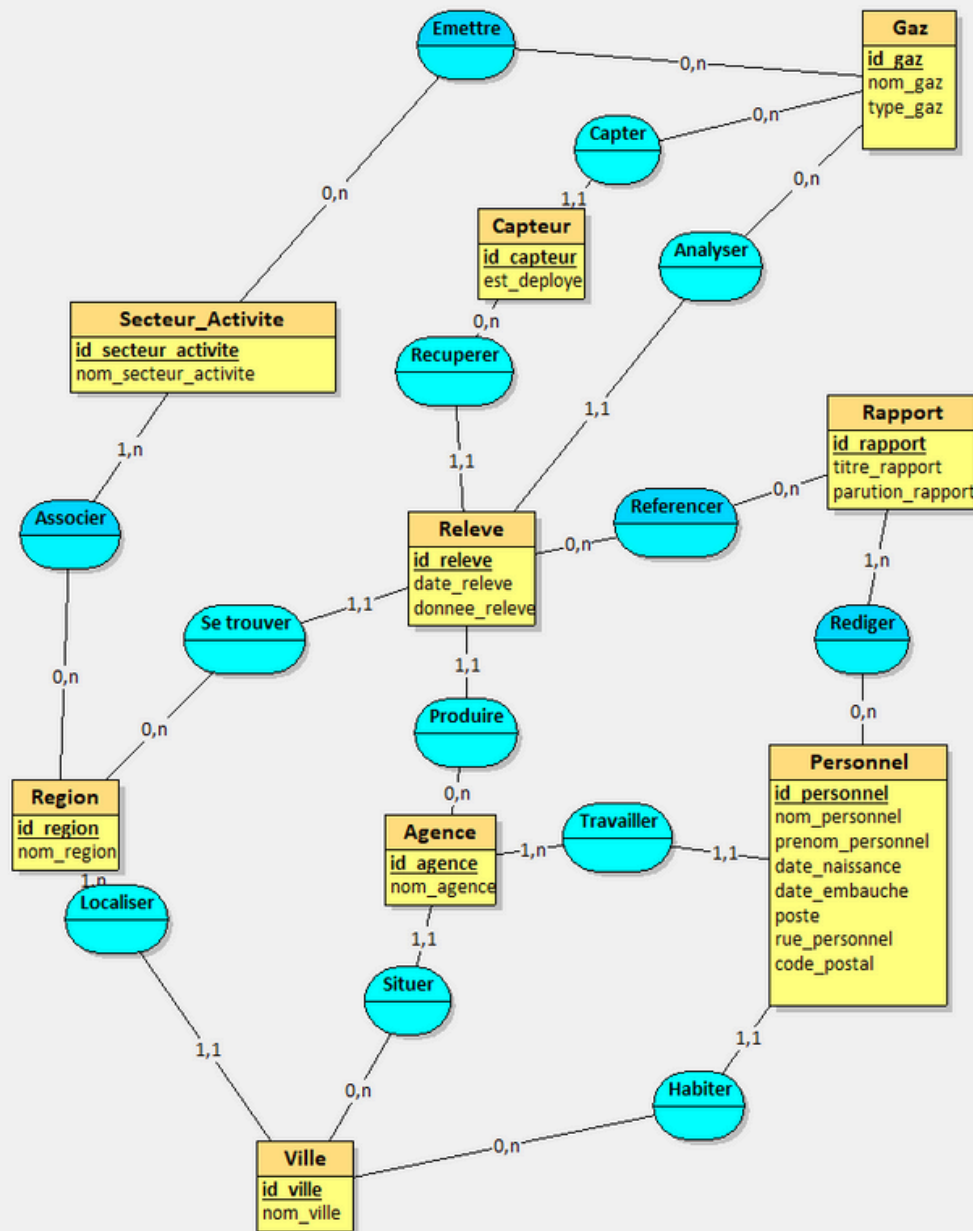 Emettre
0,n
Gaz
id_gaz
nom_gaz
type_gaz
Capter
0,n
0,n
0,n
1,1
Capteur
id_capteur
est_deploye
Analyser
Secteur_Activite
id_secteur_activite
nom_secteur_activite
0,n
Recuperer
1,1
Rapport
id_rapport
titre_rapport
parution_rapport
1,n
1,1
0,n
Associer
Releve
id_releve
date_releve
donnee_releve
Referencer
0,n
1,n
Se trouver
1,1
Rediger
1,1
0,n
0,n
Produire
0,n
Personnel
id_personnel
nom_personnel
prenom_personnel
date_naissance
date_embauche
poste
rue_personnel
code_postal
Region
id_region
nom_region
0,n
Agence
id_agence
nom_agence
Travailler
1,n
1,1
1,n
Localiser
1,1
Situer
1,1
1,1
0,n
Habiter
0,n
Ville
id_ville
nom_ville